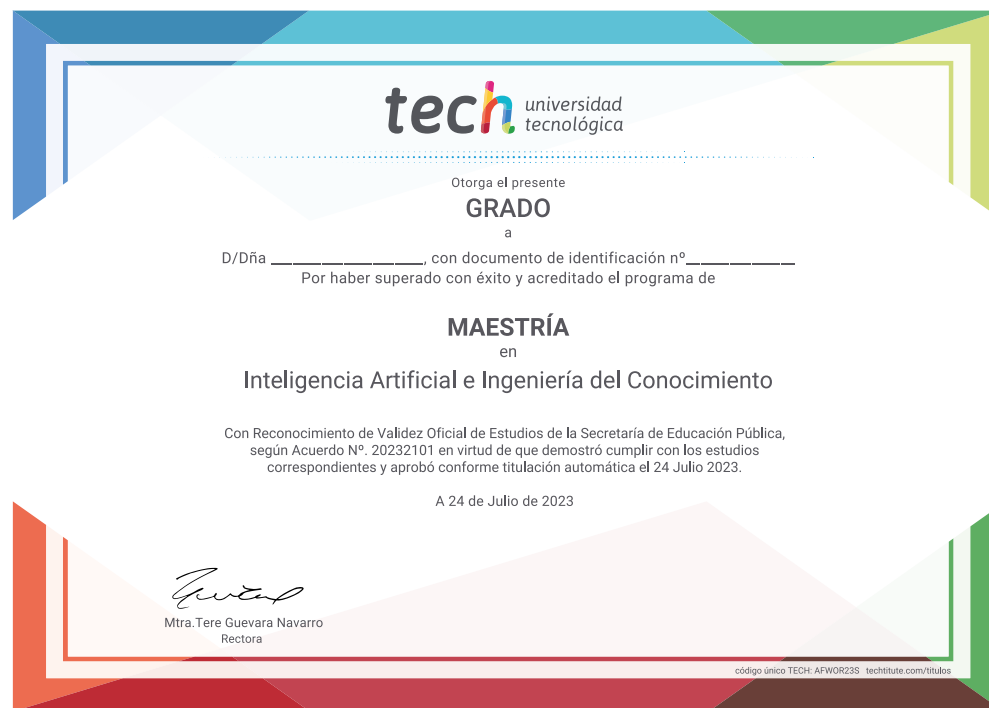 tech universidad
tecnológica
Otorga el presente
GRADO
a
D/Dña ____________________, con documento de identificación nº______________
Por haber superado con éxito y acreditado el programa de
MAESTRÍA
en
Inteligencia Artificial e Ingeniería del Conocimiento
Con Reconocimiento de Validez Oficial de Estudios de la Secretaría de Educación Pública,
según Acuerdo Nº. 20232101 en virtud de que demostró cumplir con los estudios
correspondientes y aprobó conforme titulación automática el 24 Julio 2023.
A 24 de Julio de 2023
Mtra.Tere Guevara Navarro
Rectora
código único TECH: AFWOR23S techtitute.com/titulos